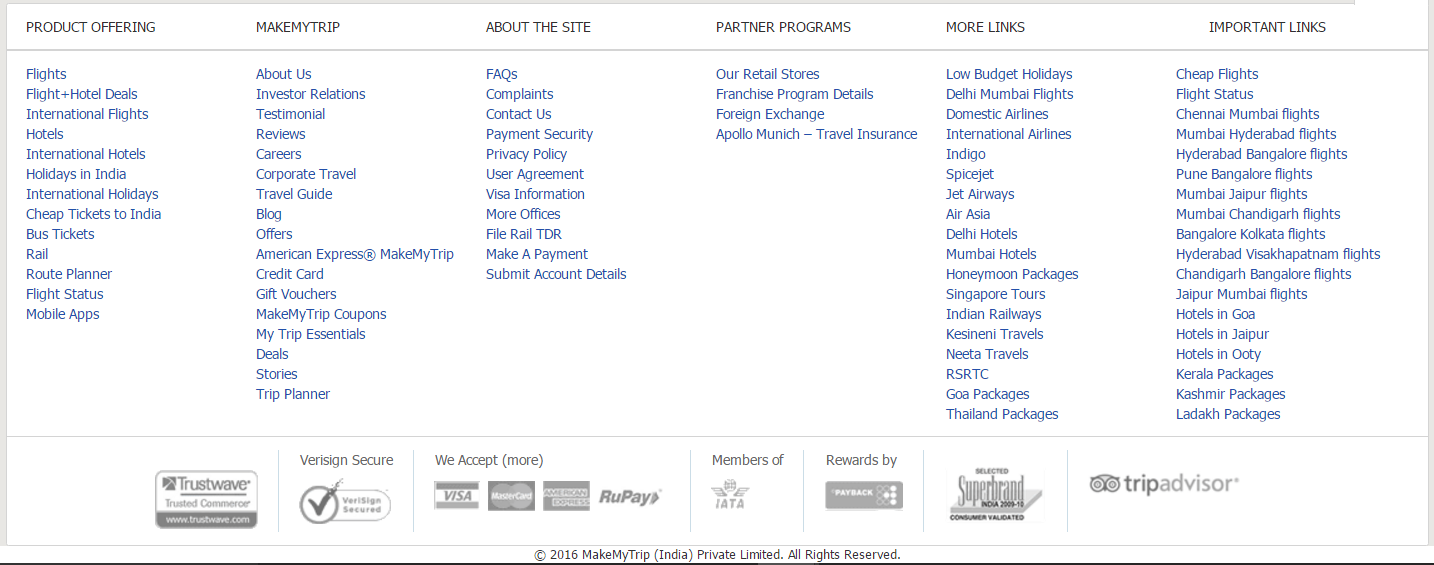 PRODUCT OFFERING
Flights
Flight+Hotel Deals
International Flights
Hotels
International Hotels
Holidays in India
International Holidays
Cheap Tickets to India
Bus Tickets
Rail
Route Planner
Flight Status
Mobile Apps
MAKEMYTRIP
About Us
Investor Relations
Testimonial
Reviews
Careers
Corporate Travel
Travel Guide
Blog
Offers
American Express® MakeMyTrip
Credit Card
Gift Vouchers
MakeMyTrip Coupons
My Trip Essentials
Deals
Stories
Trip Planner
ABOUT THE SITE
FAQs
Complaints
Contact Us
Payment Security
Privacy Policy
User Agreement
Visa Information
More Offices
File Rail TDR
Make A Payment
Submit Account Details
PARTNER PROGRAMS
Our Retail Stores
Franchise Program Details
Foreign Exchange
Apollo Munich – Travel Insurance
MORE LINKS
Low Budget Holidays
Delhi Mumbai Flights
Domestic Airlines
International Airlines
Indigo
Spicejet
Jet Airways
Air Asia
Delhi Hotels
Mumbai Hotels
Honeymoon Packages
Singapore Tours
Indian Railways
Kesineni Travels
Neeta Travels
RSRTC
Goa Packages
Thailand Packages
IMPORTANT LINKS
Cheap Flights
Flight Status
Chennai Mumbai flights
Mumbai Hyderabad flights
Hyderabad Bangalore flights
Pune Bangalore flights
Mumbai Jaipur flights
Mumbai Chandigarh flights
Bangalore Kolkata flights
Hyderabad Visakhapatnam flights
Chandigarh Bangalore flights
Jaipur Mumbai flights
Hotels in Goa
Hotels in Jaipur
Hotels in Ooty
Kerala Packages
Kashmir Packages
Ladakh Packages
Trustwave®
Trusted Commerce®
www.trustwave.com
Verisign Secure
VeriSign
Secured
We Accept (more)
VISA
MasterCard
AMERICAN
EXPRESS
RuPay
Members of
IATA
Rewards by
PAYBACK
SELECTED
Superbrand
INDIA 2009-10
CONSUMER VALIDATED
tripadvisor®
© 2016 MakeMyTrip (India) Private Limited. All Rights Reserved.